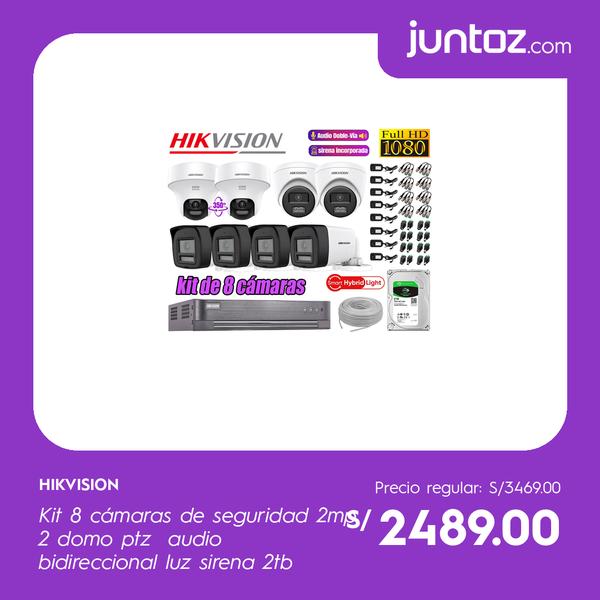 juntoz.com
HIKVISION
Audio Doble-Via
sirena incorporada
Full HD
1080
350°
kit de 8 cámaras
Smart Hybrid Light
HIKVISION
Precio regular: S/3469.00
Kit 8 cámaras de seguridad 2mp
2 domo ptz audio
bidireccional luz sirena 2tb
S/ 2489.00